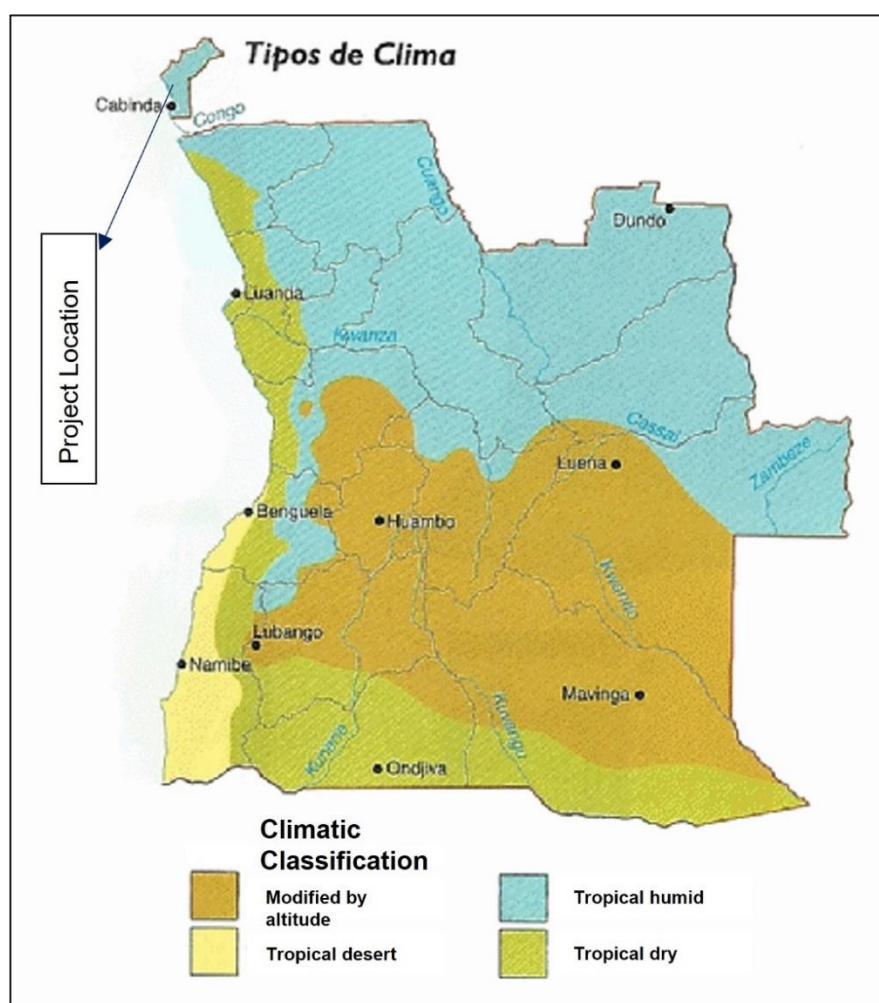 Tipos de Clima
Cabinda
Congo
Cuango
Dundo
Project Location
Luanda
Kwanza
Cassai
Luena
Zambeze
Benguela
Huambo
Kwando
Lubango
Namibe
Mavinga
Kuvangu
Kunene
Ondjiva
Climatic
Classification
Modified by
altitude
Tropical humid
Tropical desert
Tropical dry